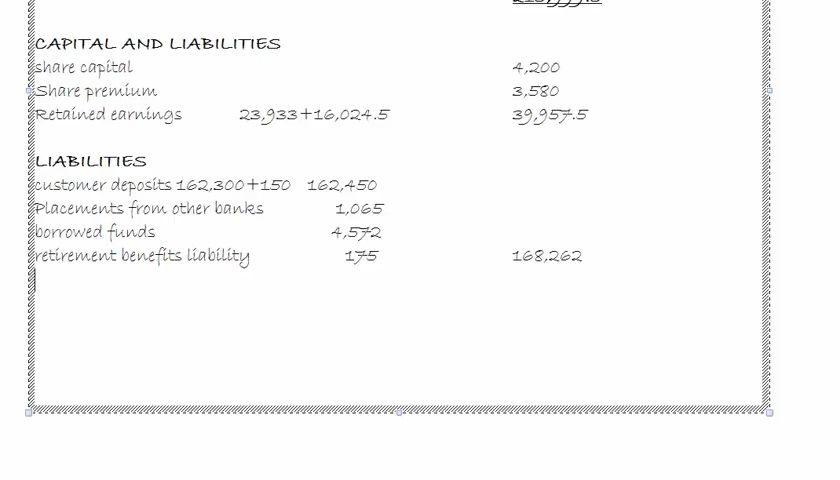 CAPITAL AND LIABILITIES
share capital 4,200
Share premium 3,580
Retained earnings 23,933+16,024.5 39,957.5
LIABILITIES
customer deposits 162,300+150 162,450
Placements from other banks 1,065
borrowed funds 4,572
retirement benefits liability 175 168,262